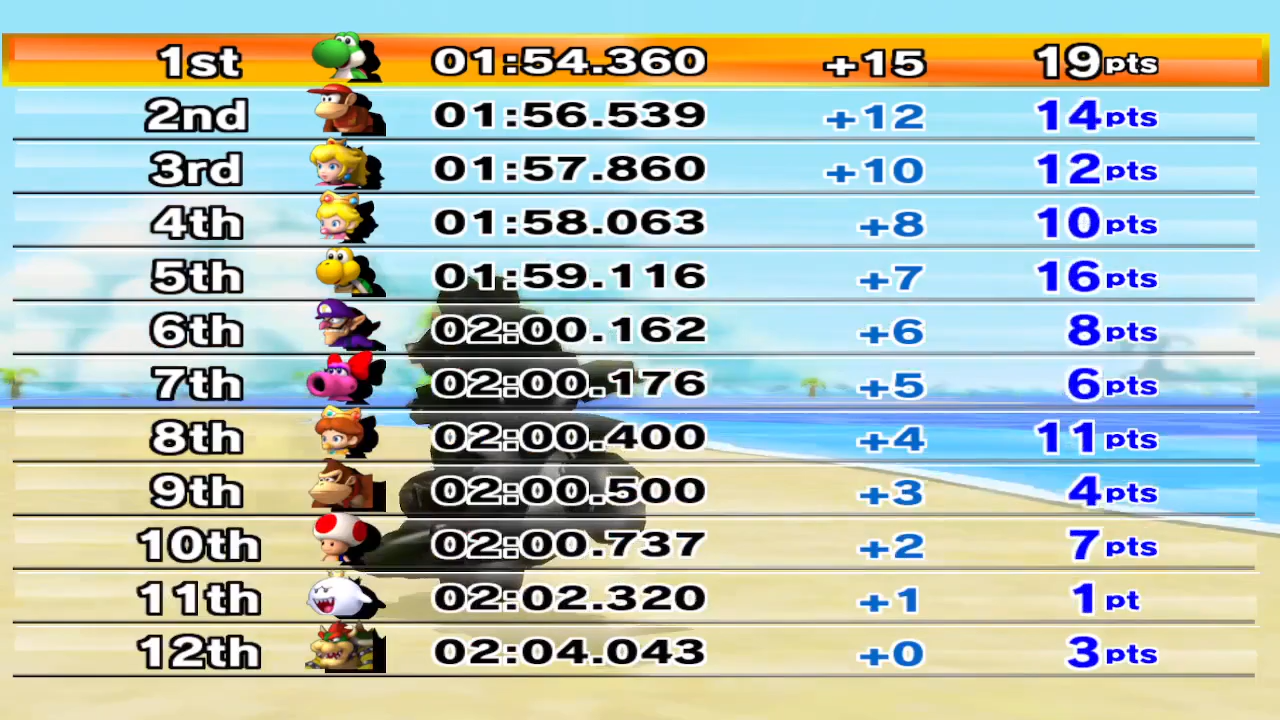 1st 01:54.360 +15 19pts
2nd 01:56.539 +12 14pts
3rd 01:57.860 +10 12pts
4th 01:58.063 +8 10pts
5th 01:59.116 +7 16pts
6th 02:00.162 +6 8pts
7th 02:00.176 +5 6pts
8th 02:00.400 +4 11pts
9th 02:00.500 +3 4pts
10th 02:00.737 +2 7pts
11th 02:02.320 +1 1pt
12th 02:04.043 +0 3pts